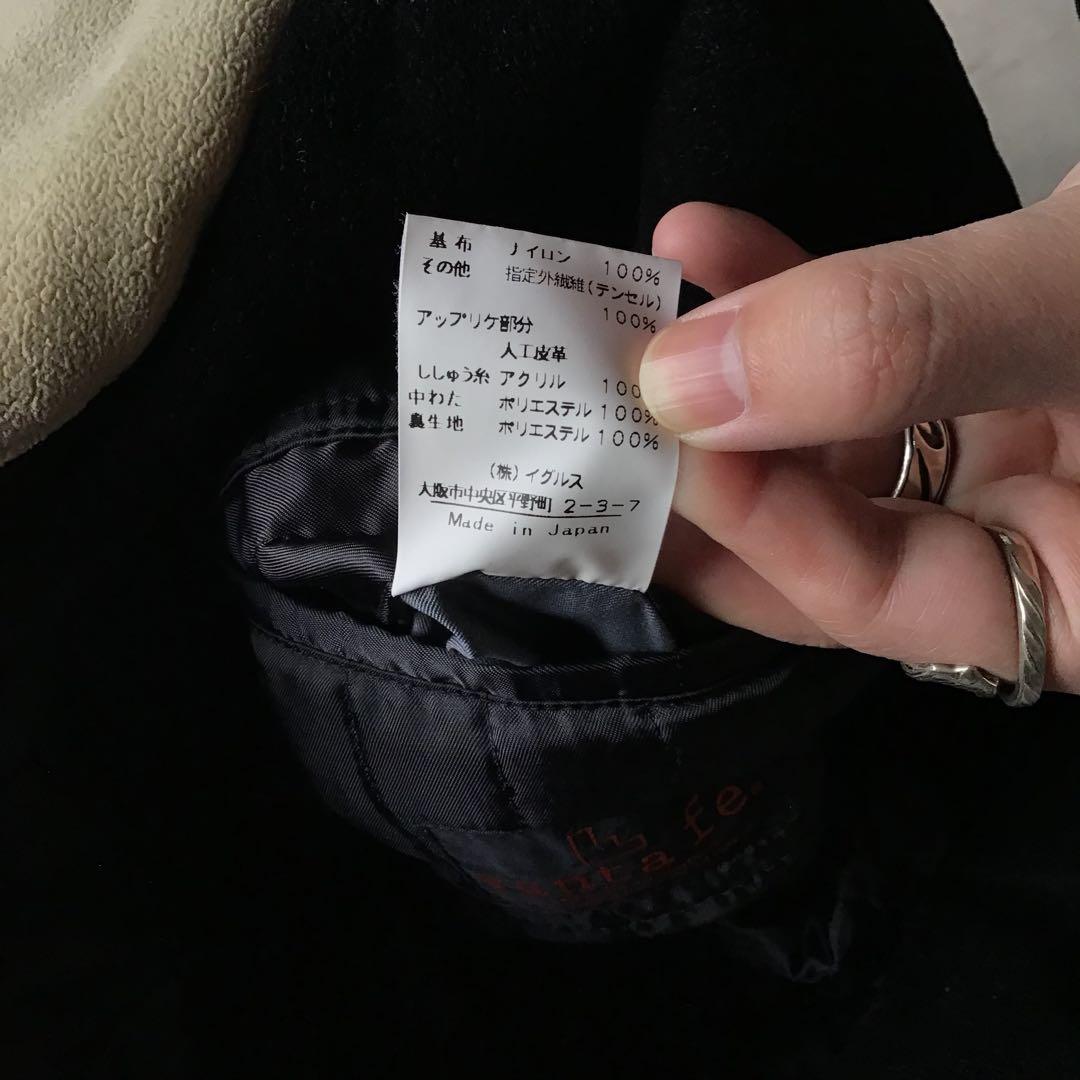 基布 ナイロン 100%
その他 指定外繊維(テンセル)
100%
アップリケ部分
人工皮革
ししゅう糸 アクリル 100
中わた ポリエステル 100%
裏生地 ポリエステル 100%
(株)イグルス
大阪市中央区平野町 2-3-7
Made in Japan
santa fe.